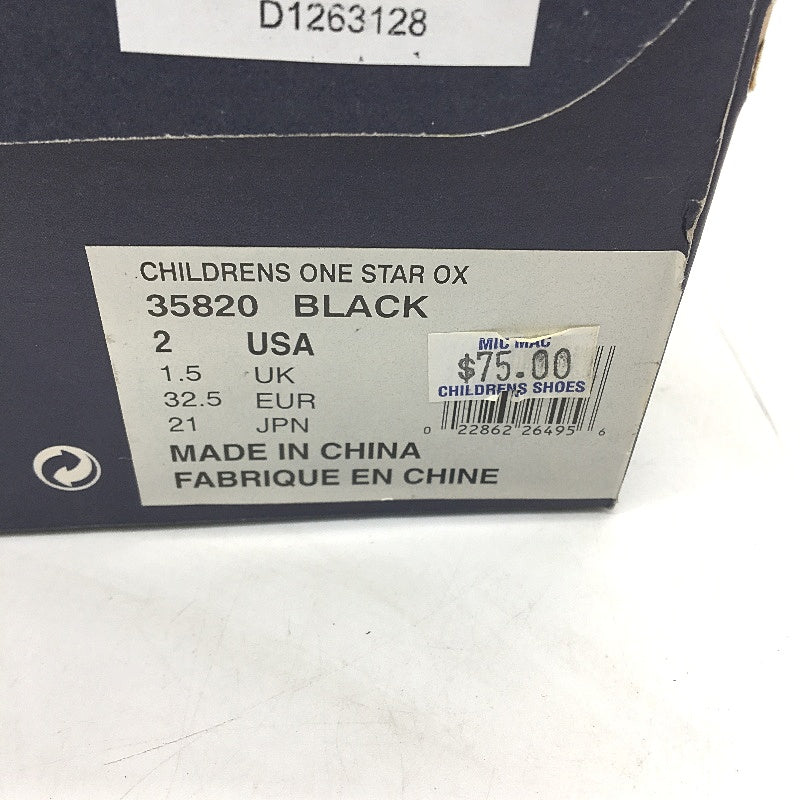 D1263128
CHILDRENS ONE STAR OX
35820 BLACK
2 USA
1.5 UK
32.5 EUR
21 JPN
MIC MAC
$75.00
CHILDRENS SHOES
0 22862 26495 6
MADE IN CHINA
FABRIQUE EN CHINE